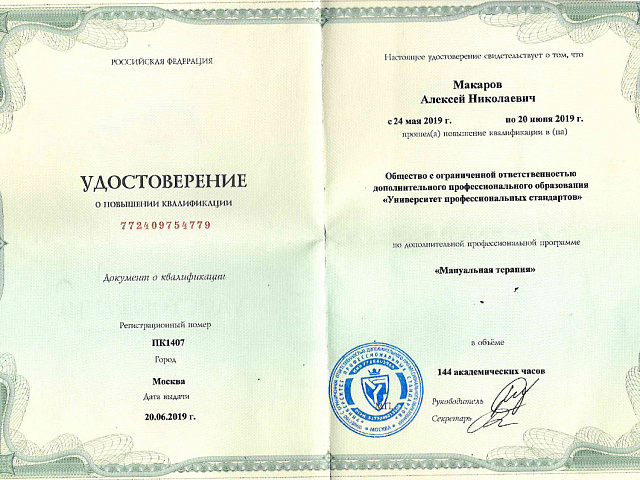 РОССИЙСКАЯ ФЕДЕРАЦИЯ
УДОСТОВЕРЕНИЕ
О ПОВЫШЕНИИ КВАЛИФИКАЦИИ
772409754779
Документ о квалификации
Регистрационный номер
ПК1407
Город
Москва
Дата выдачи
20.06.2019 г.
Настоящее удостоверение свидетельствует о том, что
Макаров
Алексей Николаевич
с 24 мая 2019 г. по 20 июня 2019 г.
прошел(а) повышение квалификации в (на)
Общество с ограниченной ответственностью
дополнительного профессионального образования
«Университет профессиональных стандартов»
по дополнительной профессиональной программе
«Мануальная терапия»
в объёме
144 академических часов
Руководитель
М.П.
Секретарь
МОСКВА